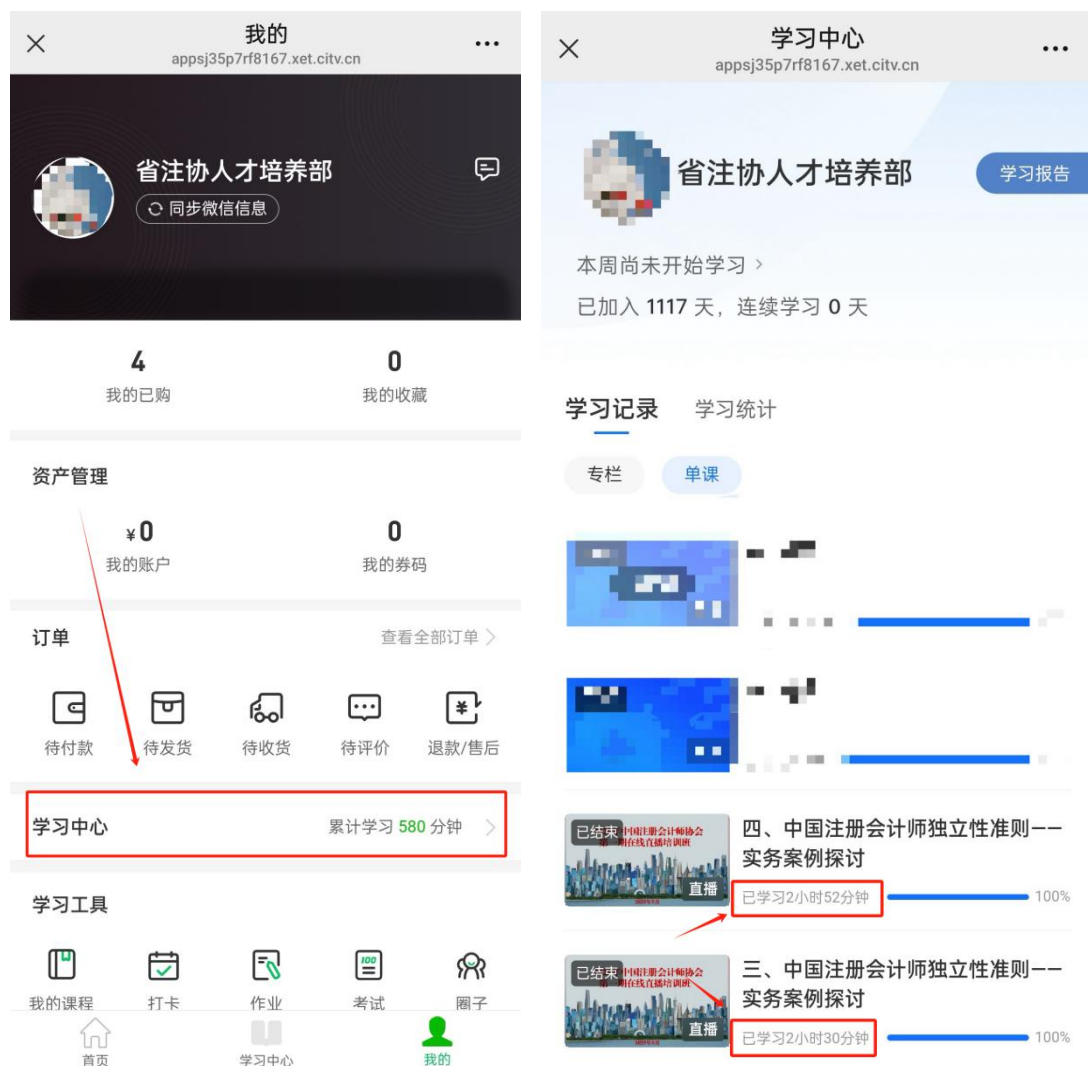 我的
appsj35p7rf8167.xet.citv.cn
省注协人才培养部
同步微信信息
4
我的已购
0
我的收藏
资产管理
¥0
我的账户
0
我的券码
订单
查看全部订单
待付款
待发货
待收货
待评价
退款/售后
学习中心
累计学习 580 分钟
学习工具
我的课程
打卡
作业
考试
圈子
首页
学习中心
我的
学习中心
appsj35p7rf8167.xet.citv.cn
省注协人才培养部
学习报告
本周尚未开始学习
已加入 1117 天，连续学习 0 天
学习记录
学习统计
专栏
单课
已结束
直播
四、中国注册会计师独立性准则——
实务案例探讨
已学习2小时52分钟
100%
已结束
直播
三、中国注册会计师独立性准则——
实务案例探讨
已学习2小时30分钟
100%